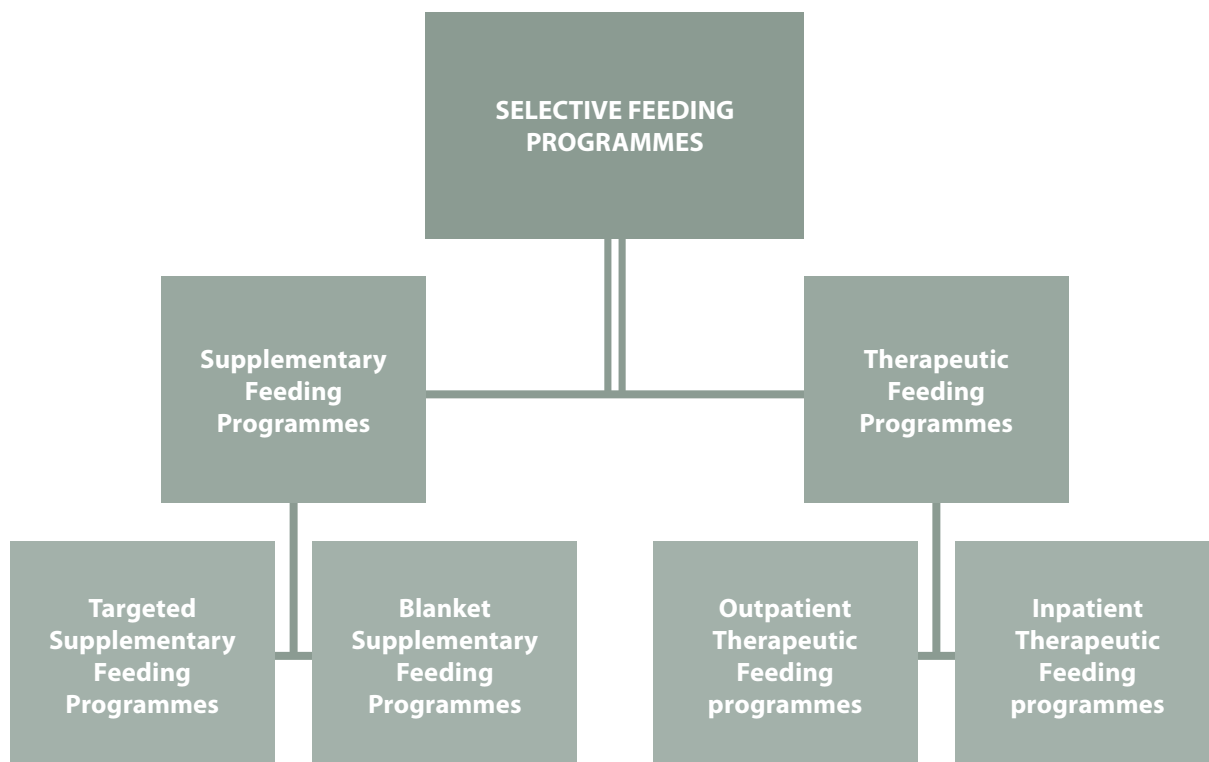 SELECTIVE FEEDING
PROGRAMMES
Supplementary
Feeding
Programmes
Therapeutic
Feeding
Programmes
Targeted
Supplementary
Feeding
Programmes
Blanket
Supplementary
Feeding
Programmes
Outpatient
Therapeutic
Feeding
programmes
Inpatient
Therapeutic
Feeding
programmes